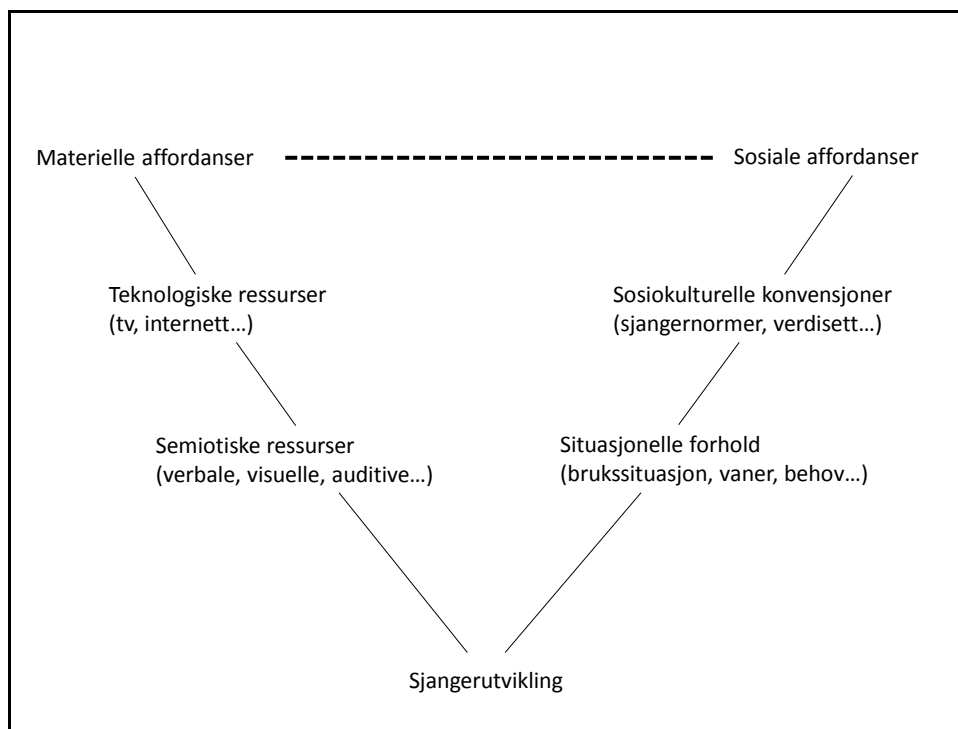 Materielle affordanser
Sosiale affordanser
Teknologiske ressurser
(tv, internett…)
Sosiokulturelle konvensjoner
(sjangernormer, verdisett…)
Semiotiske ressurser
(verbale, visuelle, auditive…)
Situasjonelle forhold
(brukssituasjon, vaner, behov…)
Sjangerutvikling